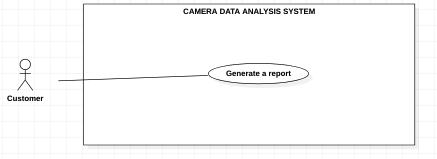 CAMERA DATA ANALYSIS SYSTEM
Generate a report
Customer